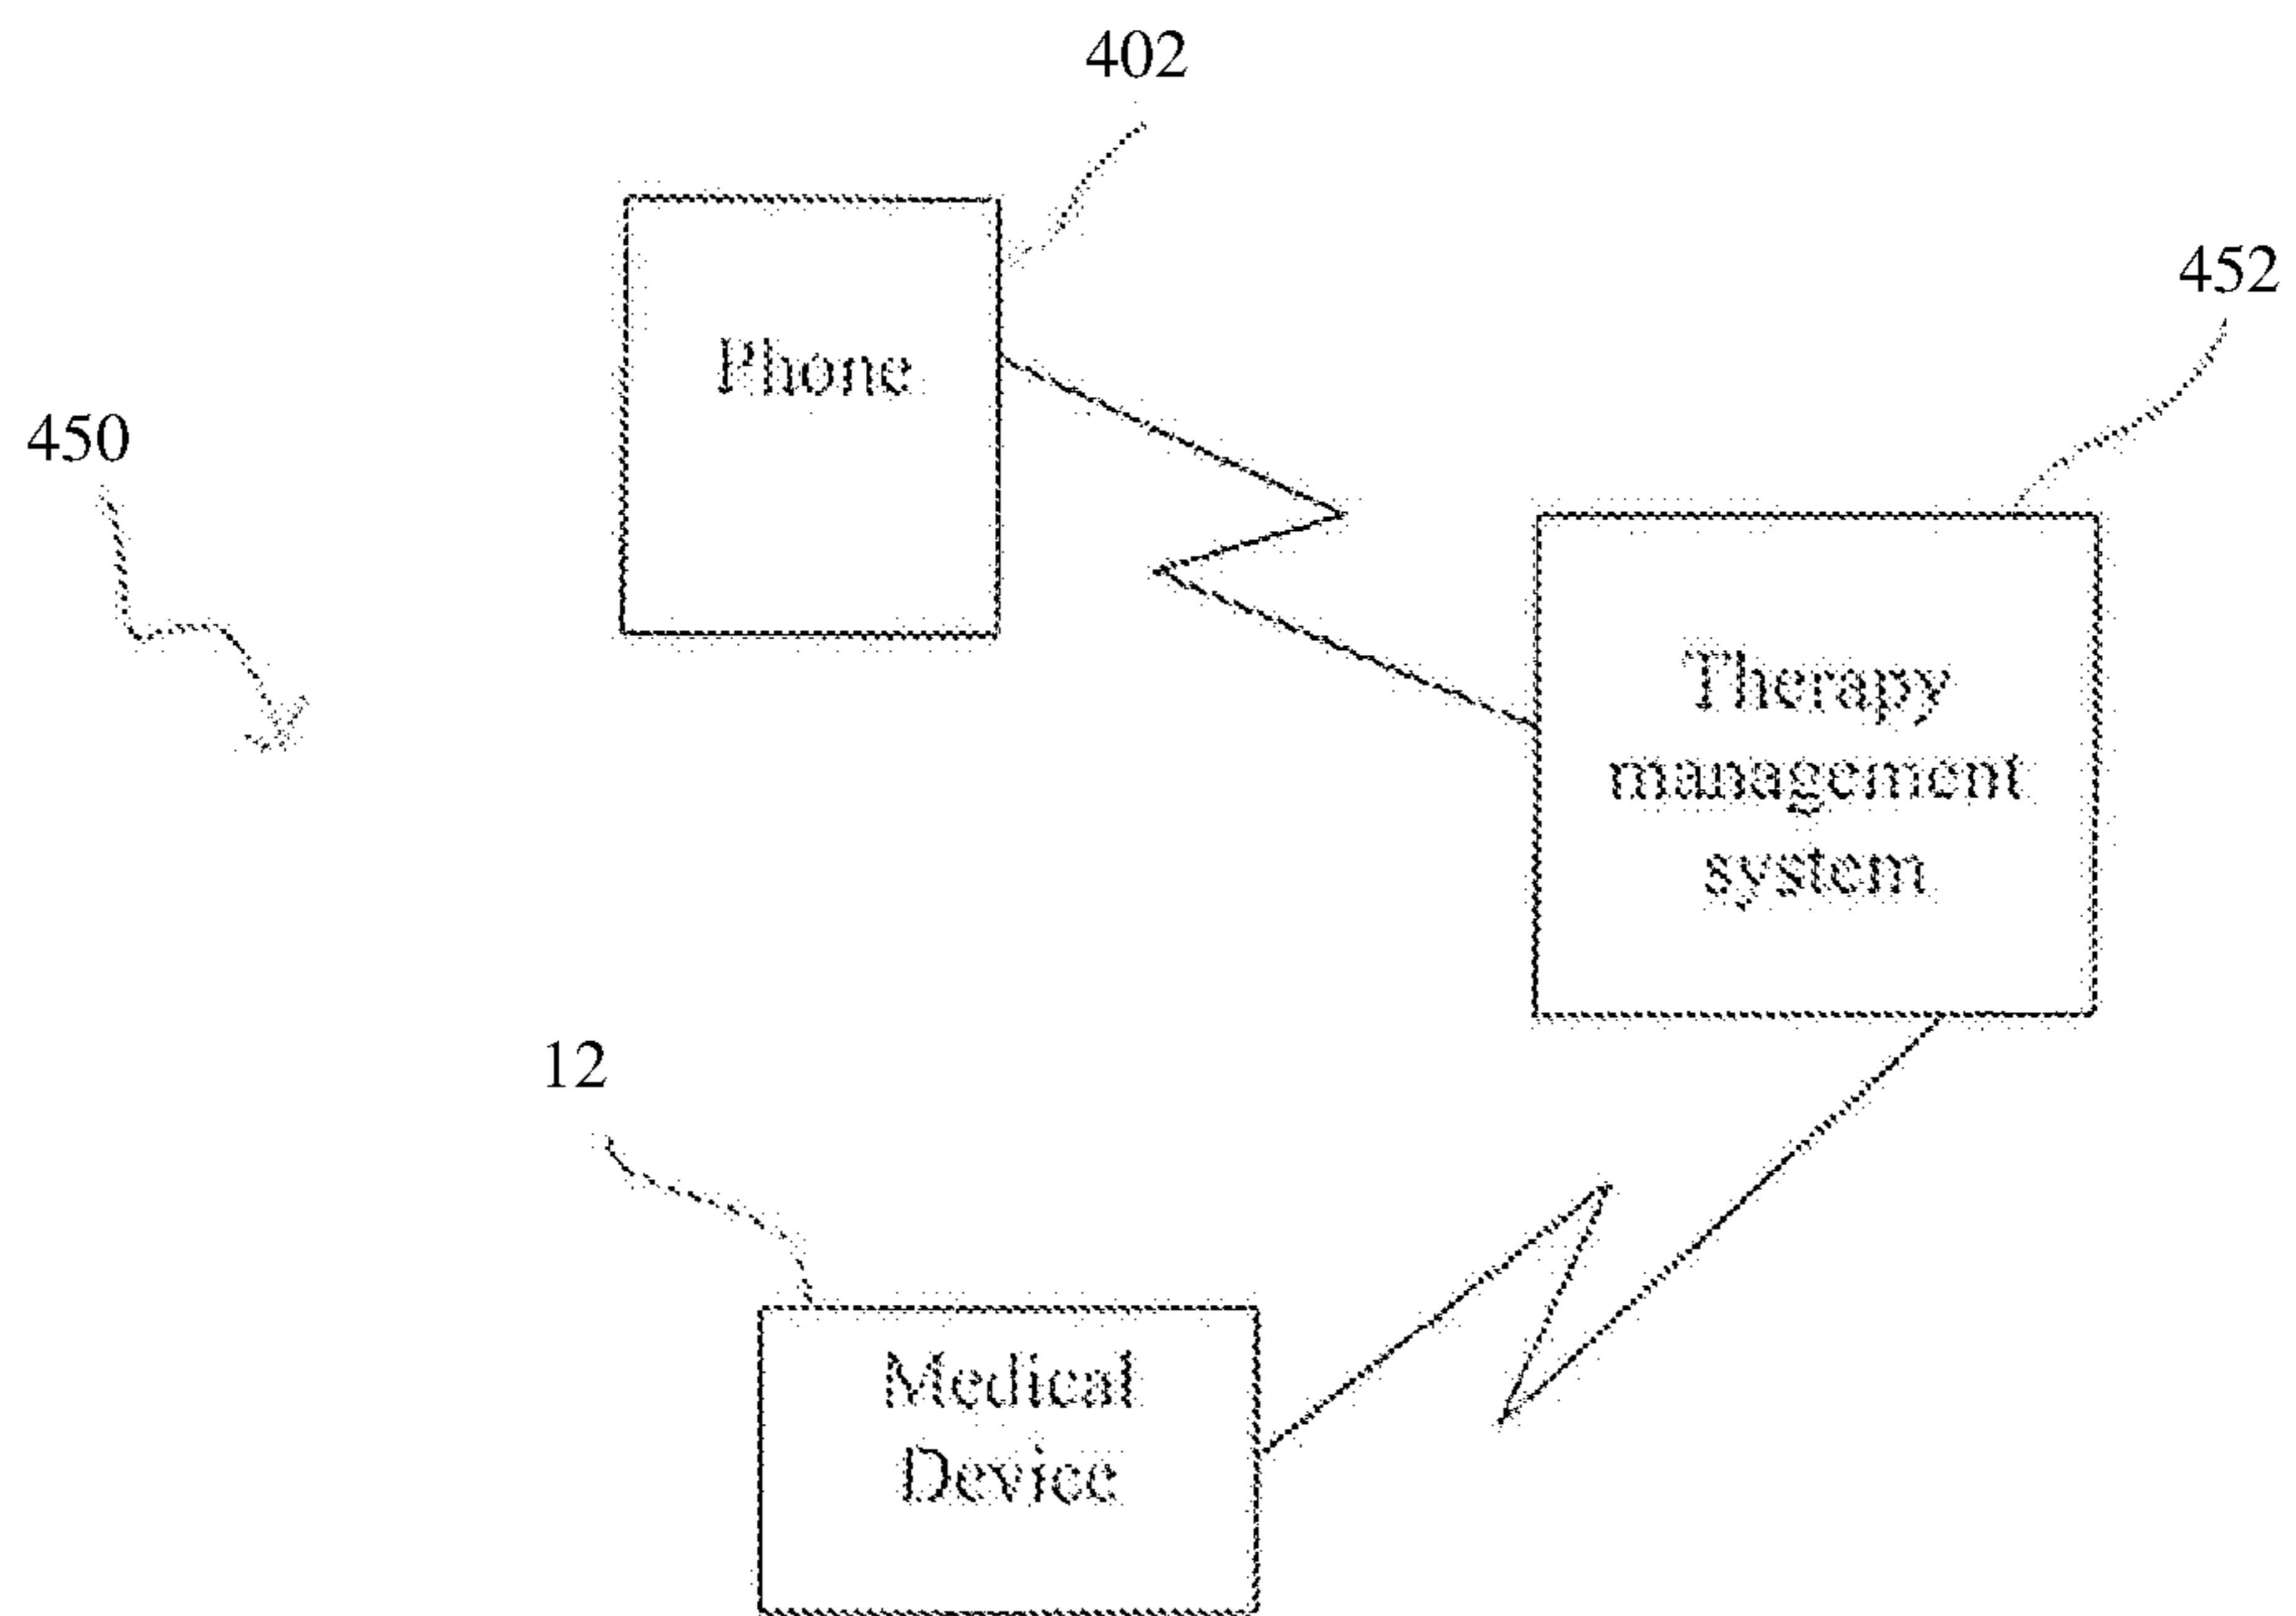 402
452
Phone
450
Therapy
management
system
12
Medical
Device